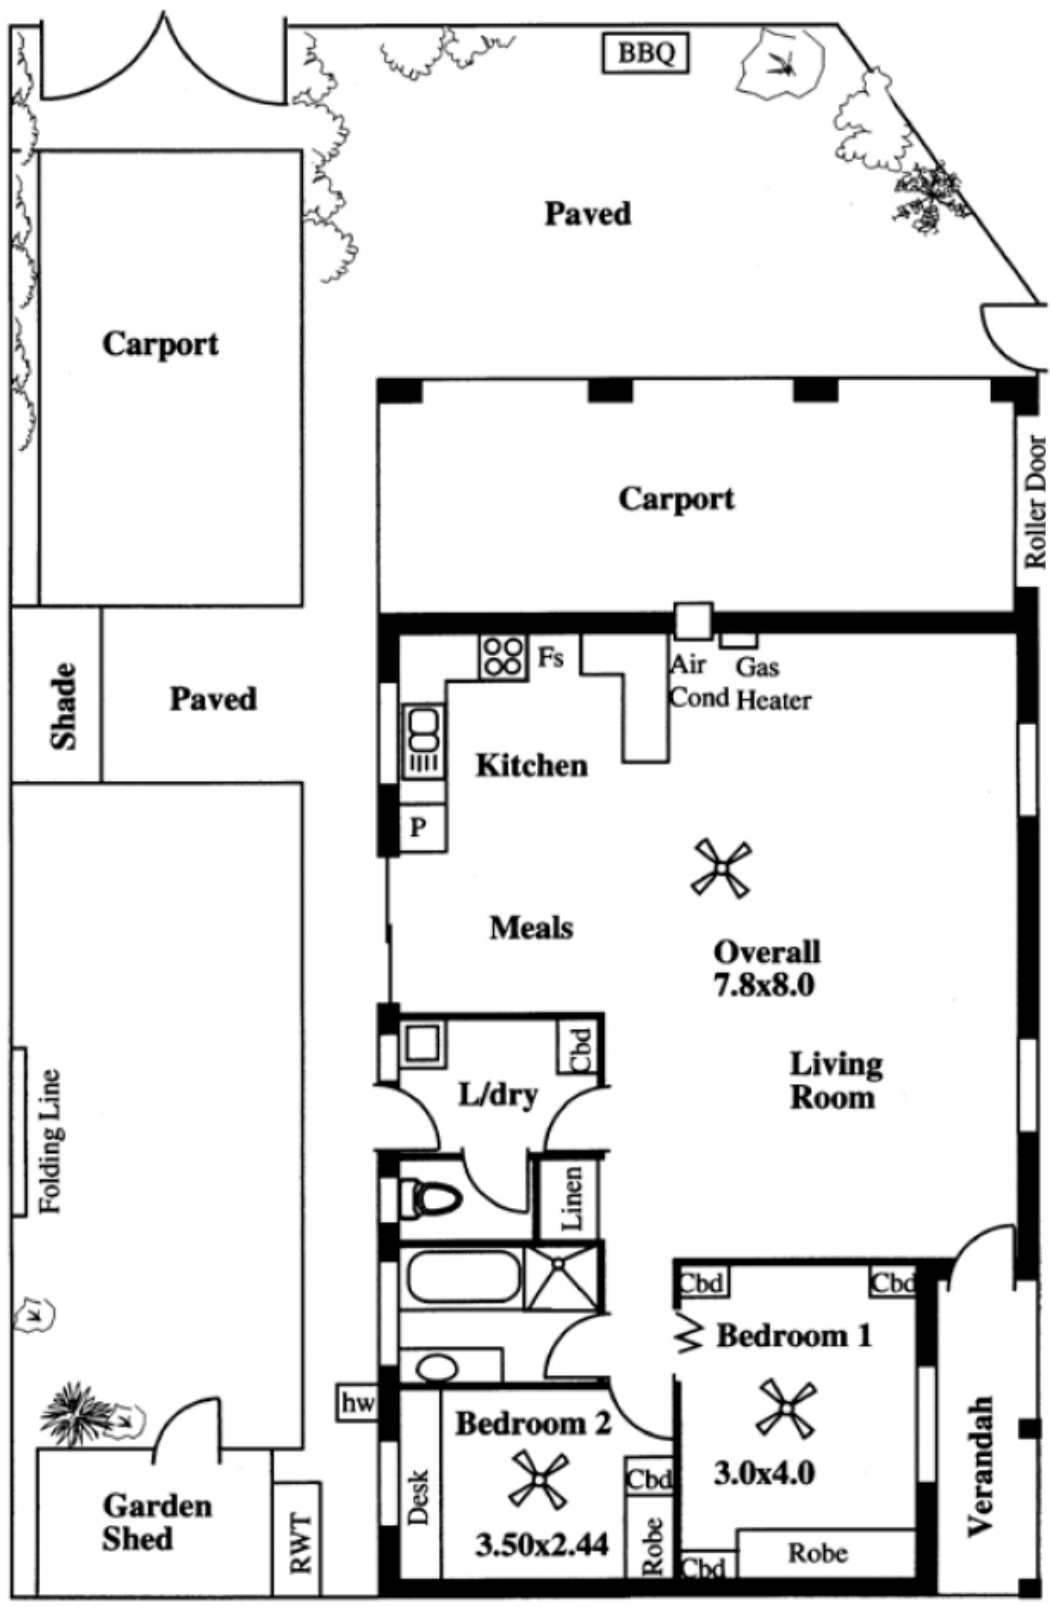 BBQ
Paved
Carport
Carport
Roller Door
Shade
Paved
Fs
Air
Cond
Gas
Heater
Kitchen
P
Meals
Overall
7.8x8.0
Cbd
L/dry
Living
Room
Folding Line
Linen
Cbd
Cbd
Bedroom 1
hw
Bedroom 2
Desk
Cbd
3.0x4.0
Verandah
Garden
Shed
RWT
3.50x2.44
Robe
Cbd
Robe